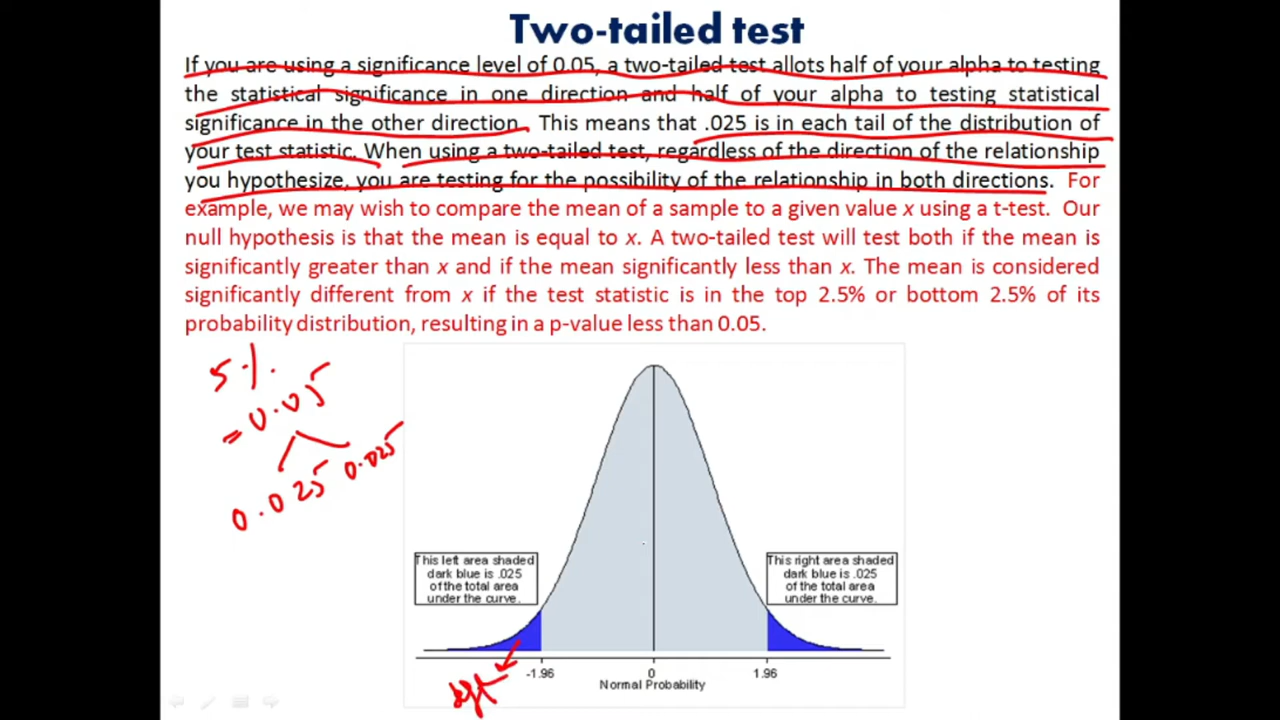 Two-tailed test
If you are using a significance level of 0.05, a two-tailed test allots half of your alpha to testing
the statistical significance in one direction and half of your alpha to testing statistical
significance in the other direction. This means that .025 is in each tail of the distribution of
your test statistic. When using a two-tailed test, regardless of the direction of the relationship
you hypothesize, you are testing for the possibility of the relationship in both directions. For
example, we may wish to compare the mean of a sample to a given value x using a t-test. Our
null hypothesis is that the mean is equal to x. A two-tailed test will test both if the mean is
significantly greater than x and if the mean significantly less than x. The mean is considered
significantly different from x if the test statistic is in the top 2.5% or bottom 2.5% of its
probability distribution, resulting in a p-value less than 0.05.
5%
= 0.05
0.025 0.025
This left area shaded
dark blue is .025
of the total area
under the curve.
This right area shaded
dark blue is .025
of the total area
under the curve.
-1.96 0 1.96
Normal Probability
left